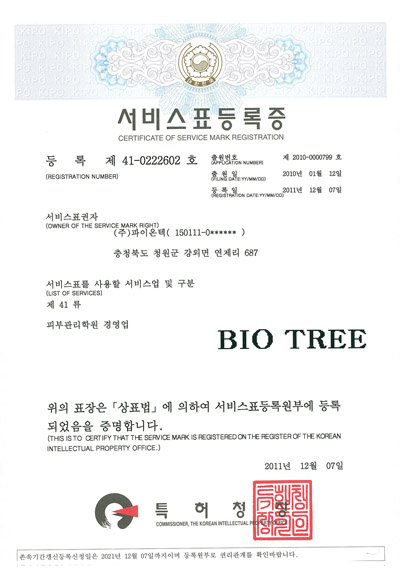 서비스표등록증
CERTIFICATE OF SERVICE MARK REGISTRATION
등 록 제 41-0222602 호
(REGISTRATION NUMBER)
출원번호 제 2010-0000799 호
(APPLICATION NUMBER)
출 원 일 2010년 01월 12일
(FILING DATE:YY/MM/DD)
등 록 일 2011년 12월 07일
(REGISTRATION DATE:YY/MM/DD)
서비스표권자
(OWNER OF THE SERVICE MARK RIGHT)
(주)파이온텍( 150111-0****** )
충청북도 청원군 강외면 연제리 687
서비스표를 사용할 서비스업 및 구분
(LIST OF SERVICES)
제 41 류
피부관리학원 경영업
BIO TREE
위의 표장은「상표법」에 의하여 서비스표등록원부에 등록
되었음을 증명합니다.
(THIS IS TO CERTIFY THAT THE SERVICE MARK IS REGISTERED ON THE REGISTER OF THE KOREAN
INTELLECTUAL PROPERTY OFFICE.)
2011년 12월 07일
특 허 청 장
COMMISSIONER, THE KOREAN INTELLECTUAL PROPERTY OFFICE
존속기간갱신등록신청일은 2021년 12월 07일까지이며 등록원부로 권리관계를 확인바랍니다.